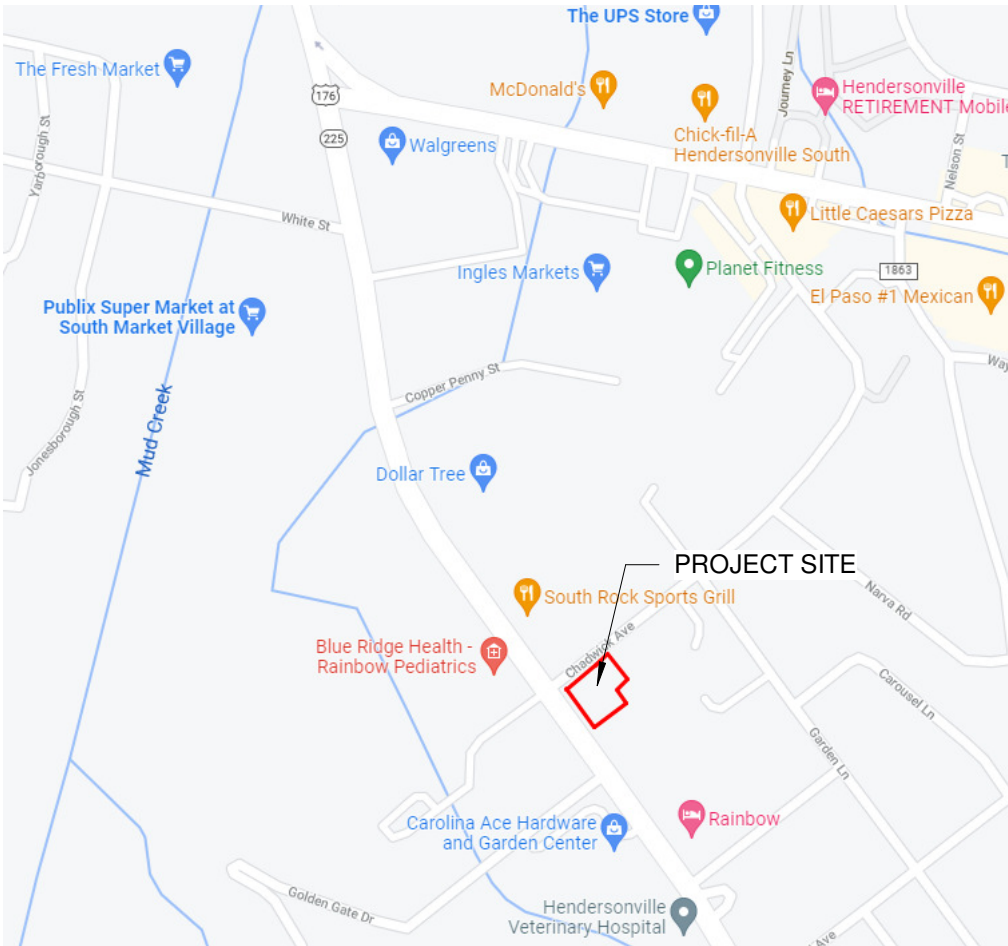 The UPS Store
The Fresh Market
McDonald's
Journey Ln
Hendersonville
RETIREMENT Mobile
176
Chick-fil-A
Hendersonville South
225
Walgreens
Yarborough St
Nelson St
T
White St
Little Caesars Pizza
Ingles Markets
Planet Fitness
1863
El Paso #1 Mexican
Publix Super Market at
South Market Village
Way
Copper Penny St
Jonesborough St
Mud Creek
Dollar Tree
PROJECT SITE
South Rock Sports Grill
Narva Rd
Blue Ridge Health -
Rainbow Pediatrics
Chadwick Ave
Carousel Ln
Garden Ln
Carolina Ace Hardware
and Garden Center
Rainbow
Golden Gate Dr
Hendersonville
Veterinary Hospital
Ave